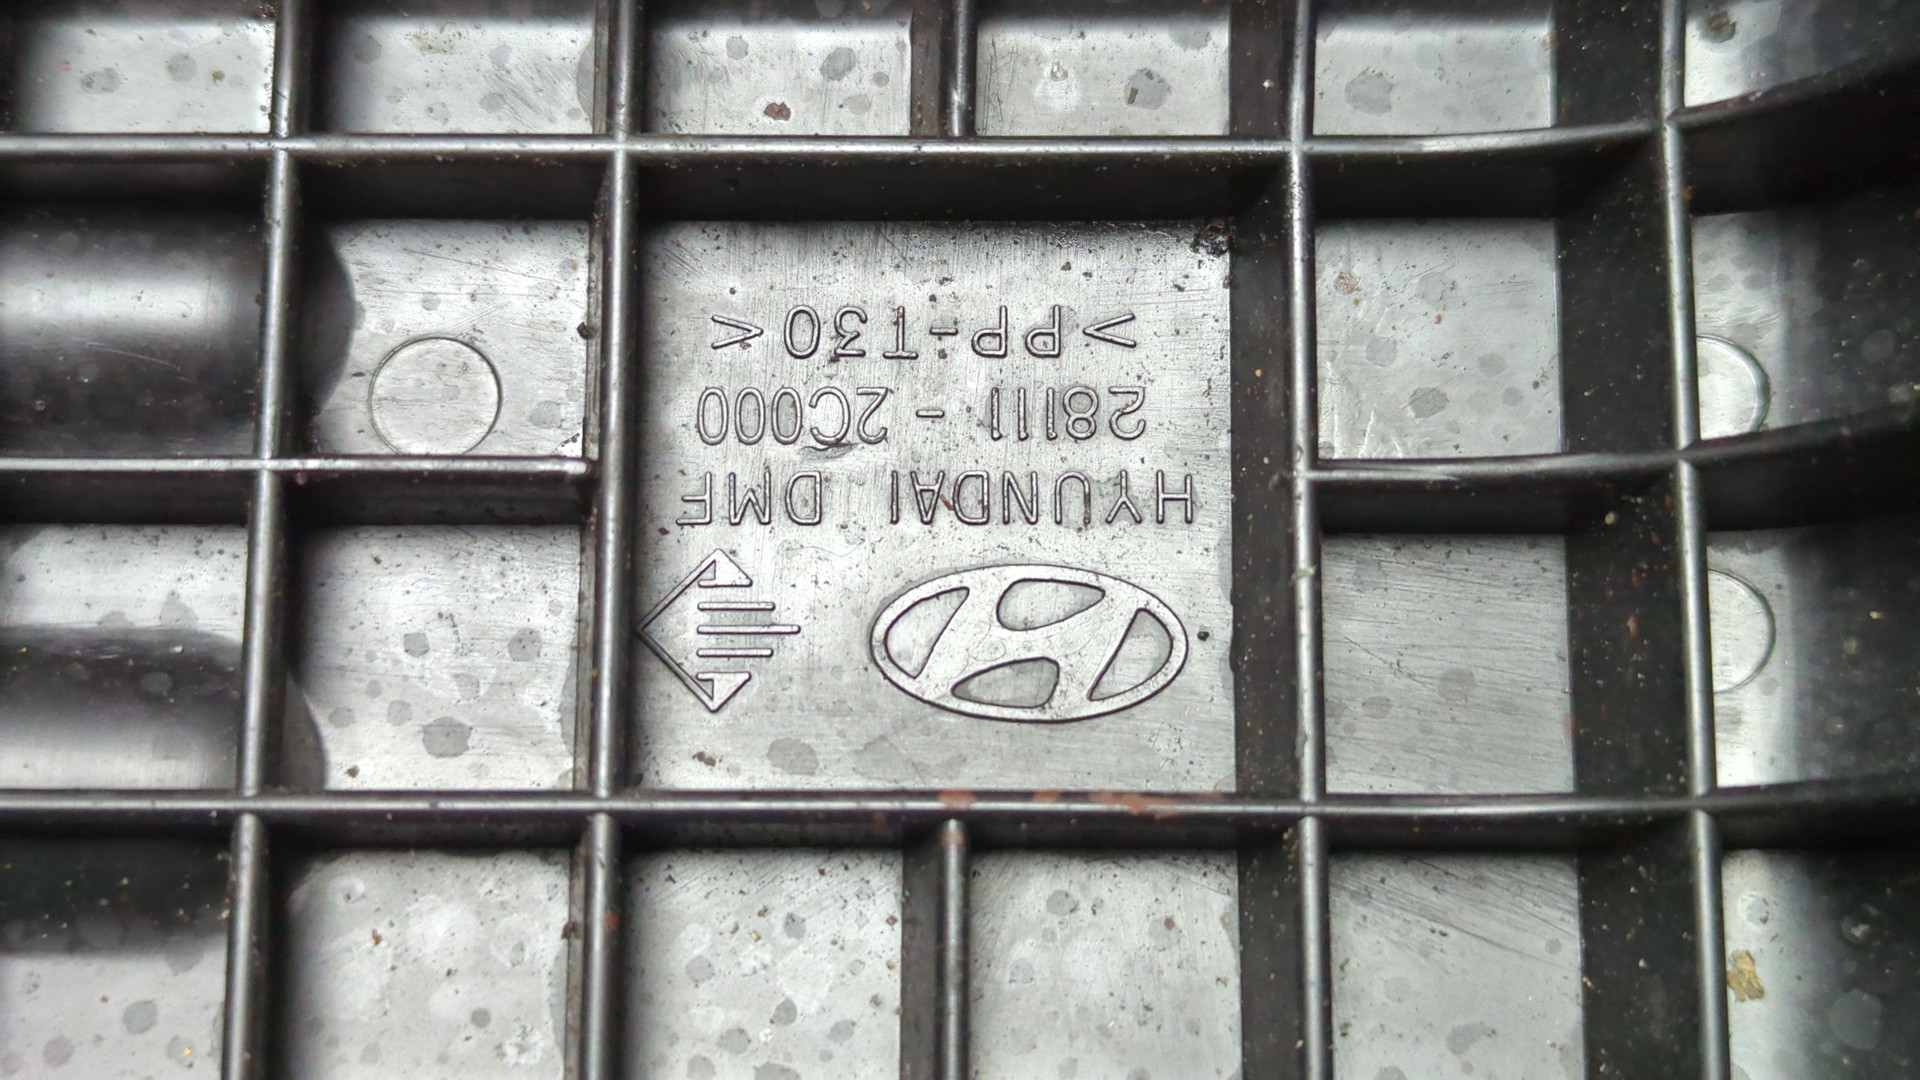 HYUNDAI DMF
28111-2C000
>PP-T30<